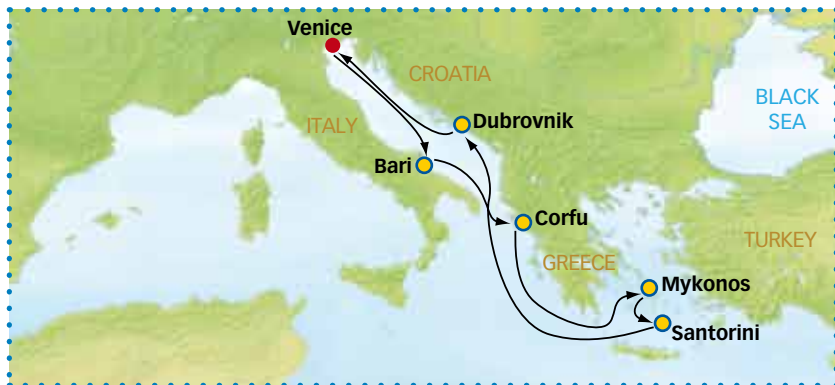 Venice
CROATIA
BLACK
SEA
ITALY
Dubrovnik
Bari
Corfu
TURKEY
GREECE
Mykonos
Santorini